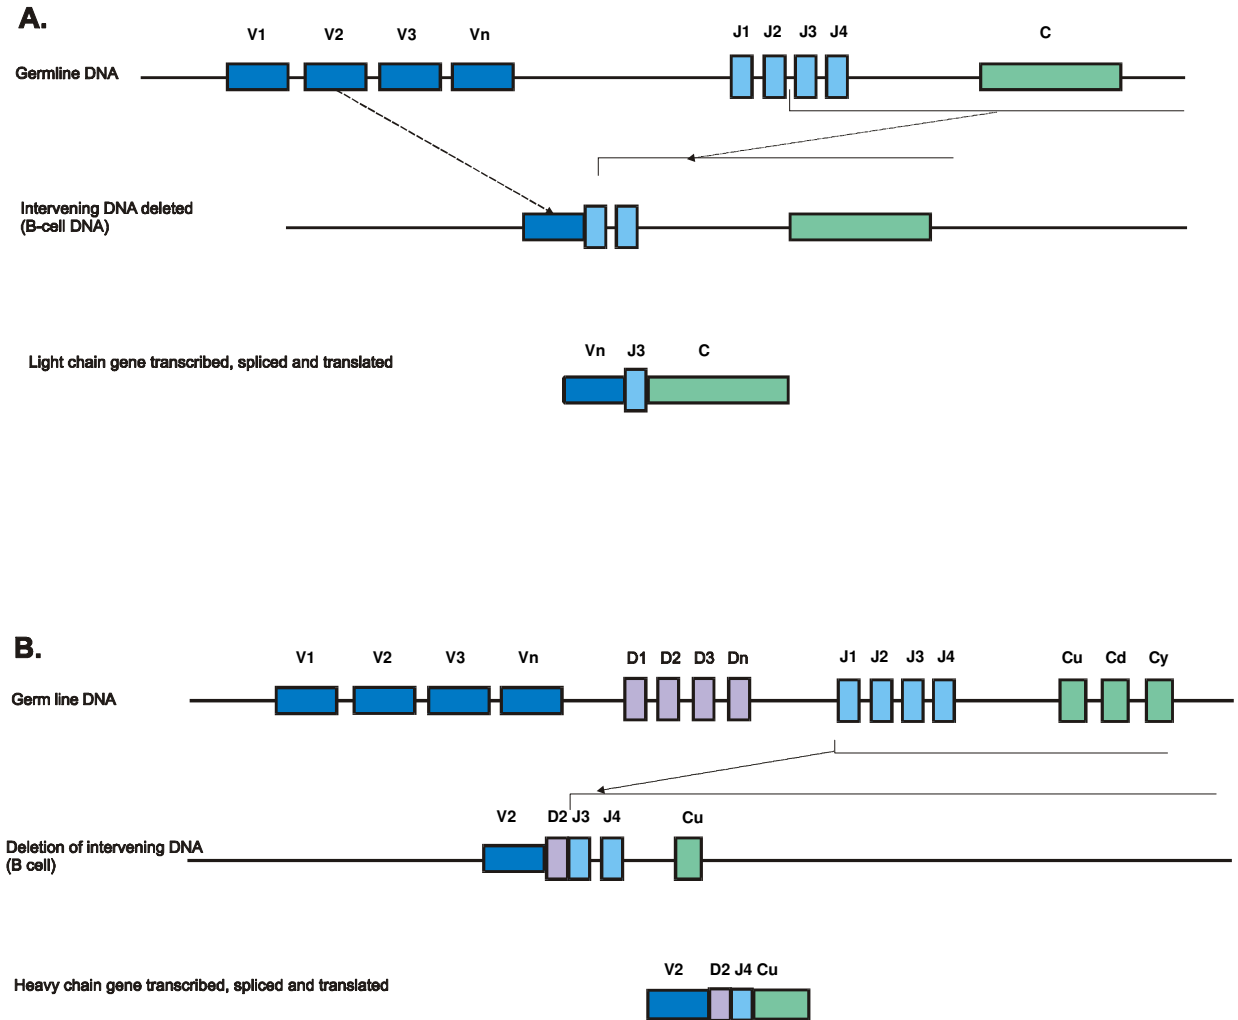 A.
V1 V2 V3 Vn J1 J2 J3 J4 C
Germline DNA
Intervening DNA deleted
(B-cell DNA)
Vn J3 C
Light chain gene transcribed, spliced and translated
B.
V1 V2 V3 Vn D1 D2 D3 Dn J1 J2 J3 J4 Cu Cd Cy
Germ line DNA
V2 D2 J3 J4 Cu
Deletion of intervening DNA
(B cell)
V2 D2 J4 Cu
Heavy chain gene transcribed, spliced and translated